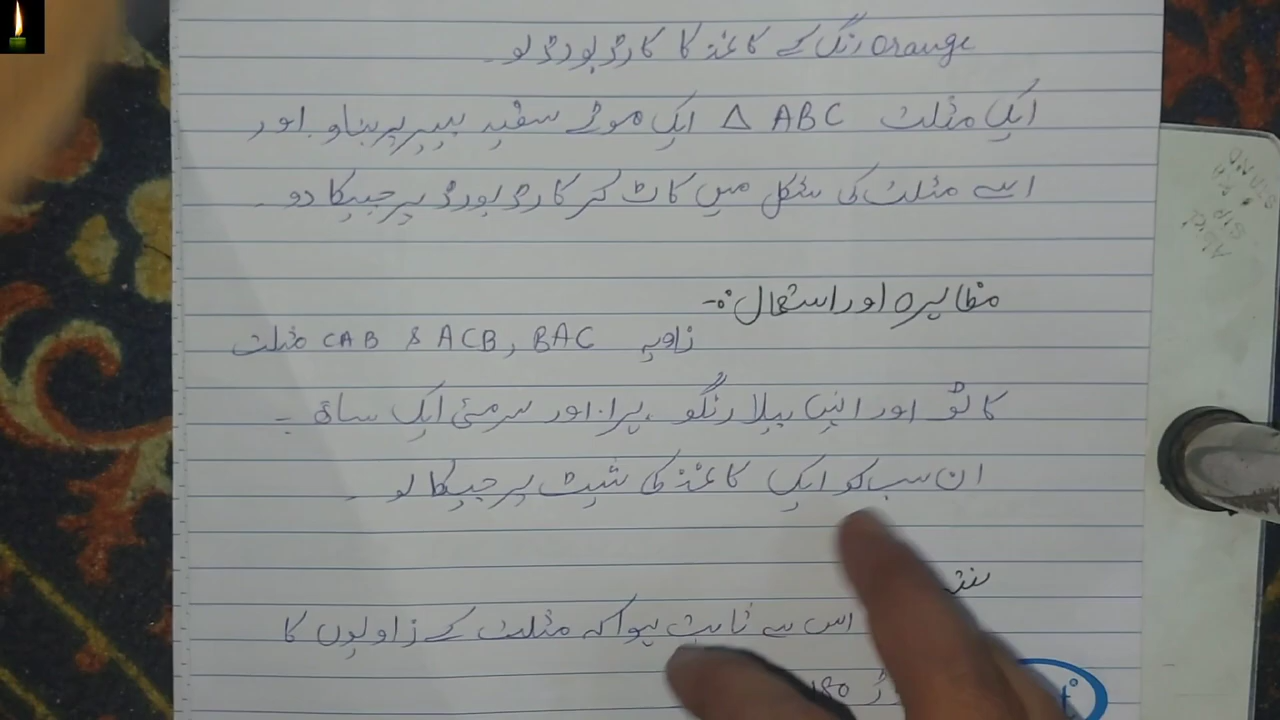 orange رنگ کے کاغذ کا کارڈ بورڈ لو۔
ایک مثلث ABC △ ایک موٹے سفید پیپر پر بناو اور
اسے مثلث کی شکل میں کاٹ کر کارڈ بورڈ پر چپکا دو۔
مظاہرہ اور استعمال:-
زاویہ BAC , ACB & CAB مثلث
کاٹو اور انہیں پیلا رنگو، ہرا اور سرمئی ایک ساتھ۔
ان سب کو ایک کاغذ کی شیٹ پر چپکا لو۔
اس سے ثابت ہوا کہ مثلث کے زاویوں کا